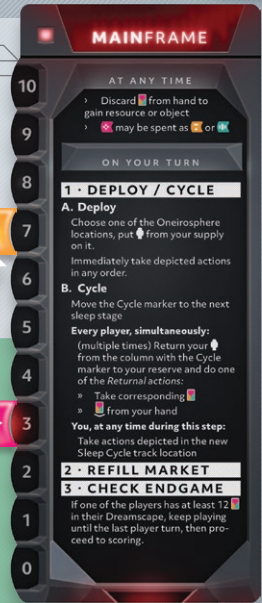 MAINFRAME
AT ANY TIME
› Discard from hand to
gain resource or object
› may be spent as or
ON YOUR TURN
1 · DEPLOY / CYCLE
A. Deploy
Choose one of the Oneirosphere
locations, put from your supply
on it.
Immediately take depicted actions
in any order.
B. Cycle
Move the Cycle marker to the next
sleep stage
Every player, simultaneously:
(multiple times) Return your
from the column with the Cycle
marker to your reserve and do one
of the Returnal actions:
» Take corresponding
» from your hand
You, at any time during this step:
Take actions depicted in the new
Sleep Cycle track location
2 · REFILL MARKET
3 · CHECK ENDGAME
If one of the players has at least 12
in their Dreamscape, keep playing
until the last player turn, then pro-
ceed to scoring.
10
9
8
7
6
5
4
3
2
1
0